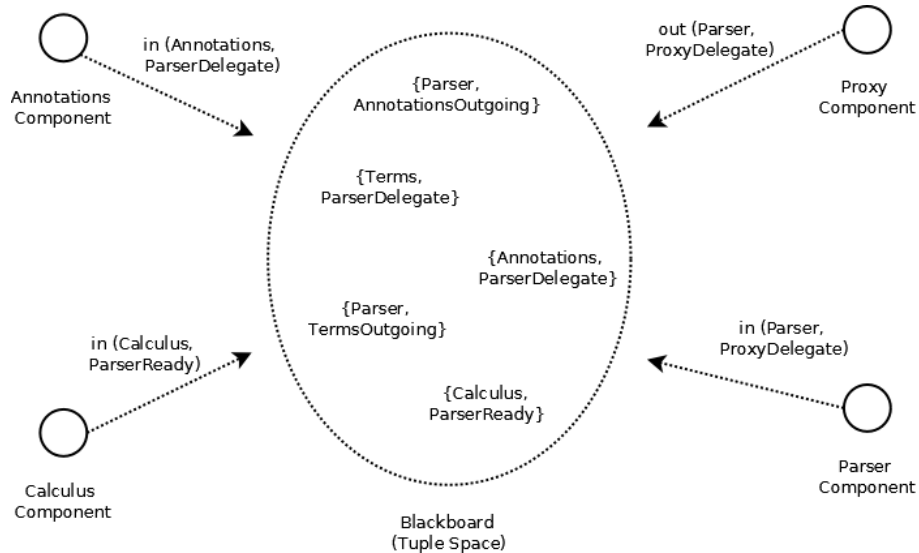 in (Annotations,
ParserDelegate)
Annotations
Component
out (Parser,
ProxyDelegate)
Proxy
Component
{Parser,
AnnotationsOutgoing}
{Terms,
ParserDelegate}
{Annotations,
ParserDelegate}
{Parser,
TermsOutgoing}
{Calculus,
ParserReady}
in (Calculus,
ParserReady)
Calculus
Component
in (Parser,
ProxyDelegate)
Parser
Component
Blackboard
(Tuple Space)